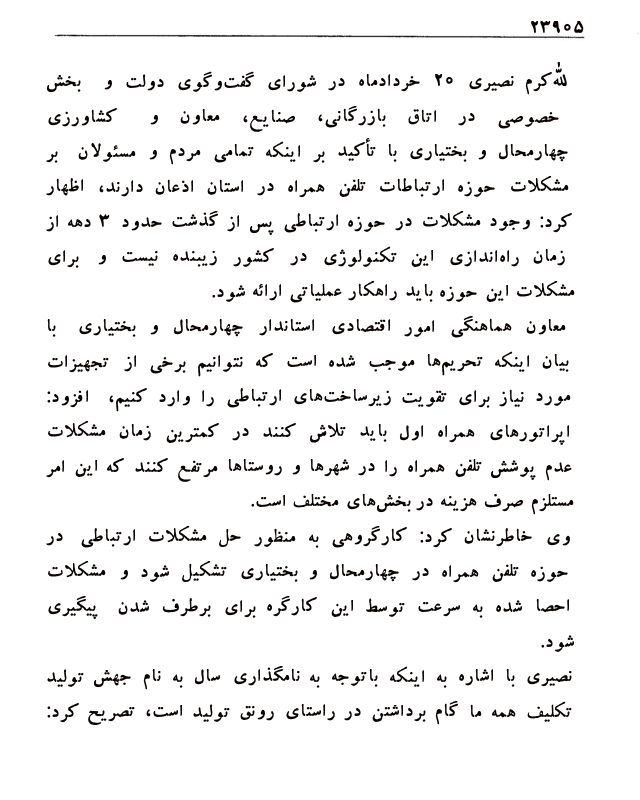 ۲۳۹۰۵
لله‌کرم نصیری ۲۰ خردادماه در شورای گفت‌وگوی دولت و بخش
خصوصی در اتاق بازرگانی، صنایع، معاون و کشاورزی
چهارمحال و بختیاری با تأکید بر اینکه تمامی مردم و مسئولان بر
مشکلات حوزه ارتباطات تلفن همراه در استان اذعان دارند، اظهار
کرد: وجود مشکلات در حوزه ارتباطی پس از گذشت حدود ۳ دهه از
زمان راه‌اندازی این تکنولوژی در کشور زیبنده نیست و برای
مشکلات این حوزه باید راهکار عملیاتی ارائه شود.
معاون هماهنگی امور اقتصادی استاندار چهارمحال و بختیاری با
بیان اینکه تحریم‌ها موجب شده است که نتوانیم برخی از تجهیزات
مورد نیاز برای تقویت زیرساخت‌های ارتباطی را وارد کنیم، افزود:
اپراتورهای همراه اول باید تلاش کنند در کمترین زمان مشکلات
عدم پوشش تلفن همراه را در شهرها و روستاها مرتفع کنند که این امر
مستلزم صرف هزینه در بخش‌های مختلف است.
وی خاطرنشان کرد: کارگروهی به منظور حل مشکلات ارتباطی در
حوزه تلفن همراه در چهارمحال و بختیاری تشکیل شود و مشکلات
احصا شده به سرعت توسط این کارگره برای برطرف شدن پیگیری
شود.
نصیری با اشاره به اینکه باتوجه به نامگذاری سال به نام جهش تولید
تکلیف همه ما گام برداشتن در راستای رونق تولید است، تصریح کرد: